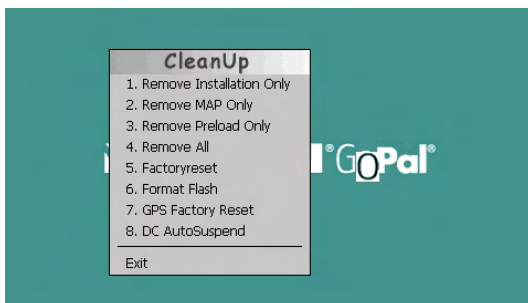 CleanUp
1. Remove Installation Only
2. Remove MAP Only
3. Remove Preload Only
4. Remove All
5. Factoryreset
6. Format Flash
7. GPS Factory Reset
8. DC AutoSuspend
Exit
® GoPal®